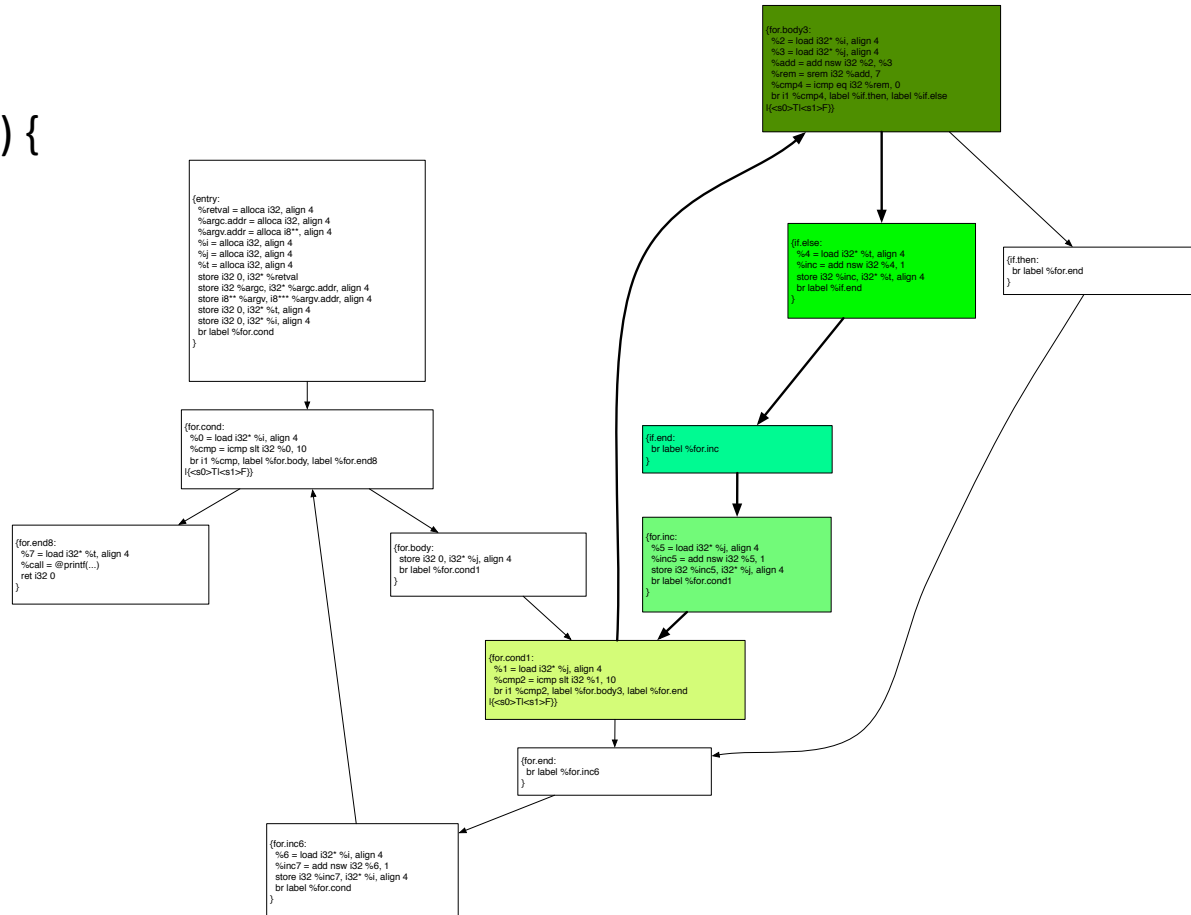 ) {
{entry:
%retval = alloca i32, align 4
%argc.addr = alloca i32, align 4
%argv.addr = alloca i8**, align 4
%i = alloca i32, align 4
%j = alloca i32, align 4
%t = alloca i32, align 4
store i32 0, i32* %retval
store i32 %argc, i32* %argc.addr, align 4
store i8** %argv, i8*** %argv.addr, align 4
store i32 0, i32* %t, align 4
store i32 0, i32* %i, align 4
br label %for.cond
}
{for.cond:
%0 = load i32* %i, align 4
%cmp = icmp slt i32 %0, 10
br i1 %cmp, label %for.body, label %for.end8
|{<s0>T|<s1>F}}
{for.end8:
%7 = load i32* %t, align 4
%call = @printf(...)
ret i32 0
}
{for.body:
store i32 0, i32* %j, align 4
br label %for.cond1
}
{for.body3:
%2 = load i32* %i, align 4
%3 = load i32* %j, align 4
%add = add nsw i32 %2, %3
%rem = srem i32 %add, 7
%cmp4 = icmp eq i32 %rem, 0
br i1 %cmp4, label %if.then, label %if.else
|{<s0>T|<s1>F}}
{if.else:
%4 = load i32* %t, align 4
%inc = add nsw i32 %4, 1
store i32 %inc, i32* %t, align 4
br label %if.end
}
{if.then:
br label %for.end
}
{if.end:
br label %for.inc
}
{for.inc:
%5 = load i32* %j, align 4
%inc5 = add nsw i32 %5, 1
store i32 %inc5, i32* %j, align 4
br label %for.cond1
}
{for.cond1:
%1 = load i32* %j, align 4
%cmp2 = icmp slt i32 %1, 10
br i1 %cmp2, label %for.body3, label %for.end
|{<s0>T|<s1>F}}
{for.end:
br label %for.inc6
}
{for.inc6:
%6 = load i32* %i, align 4
%inc7 = add nsw i32 %6, 1
store i32 %inc7, i32* %i, align 4
br label %for.cond
}